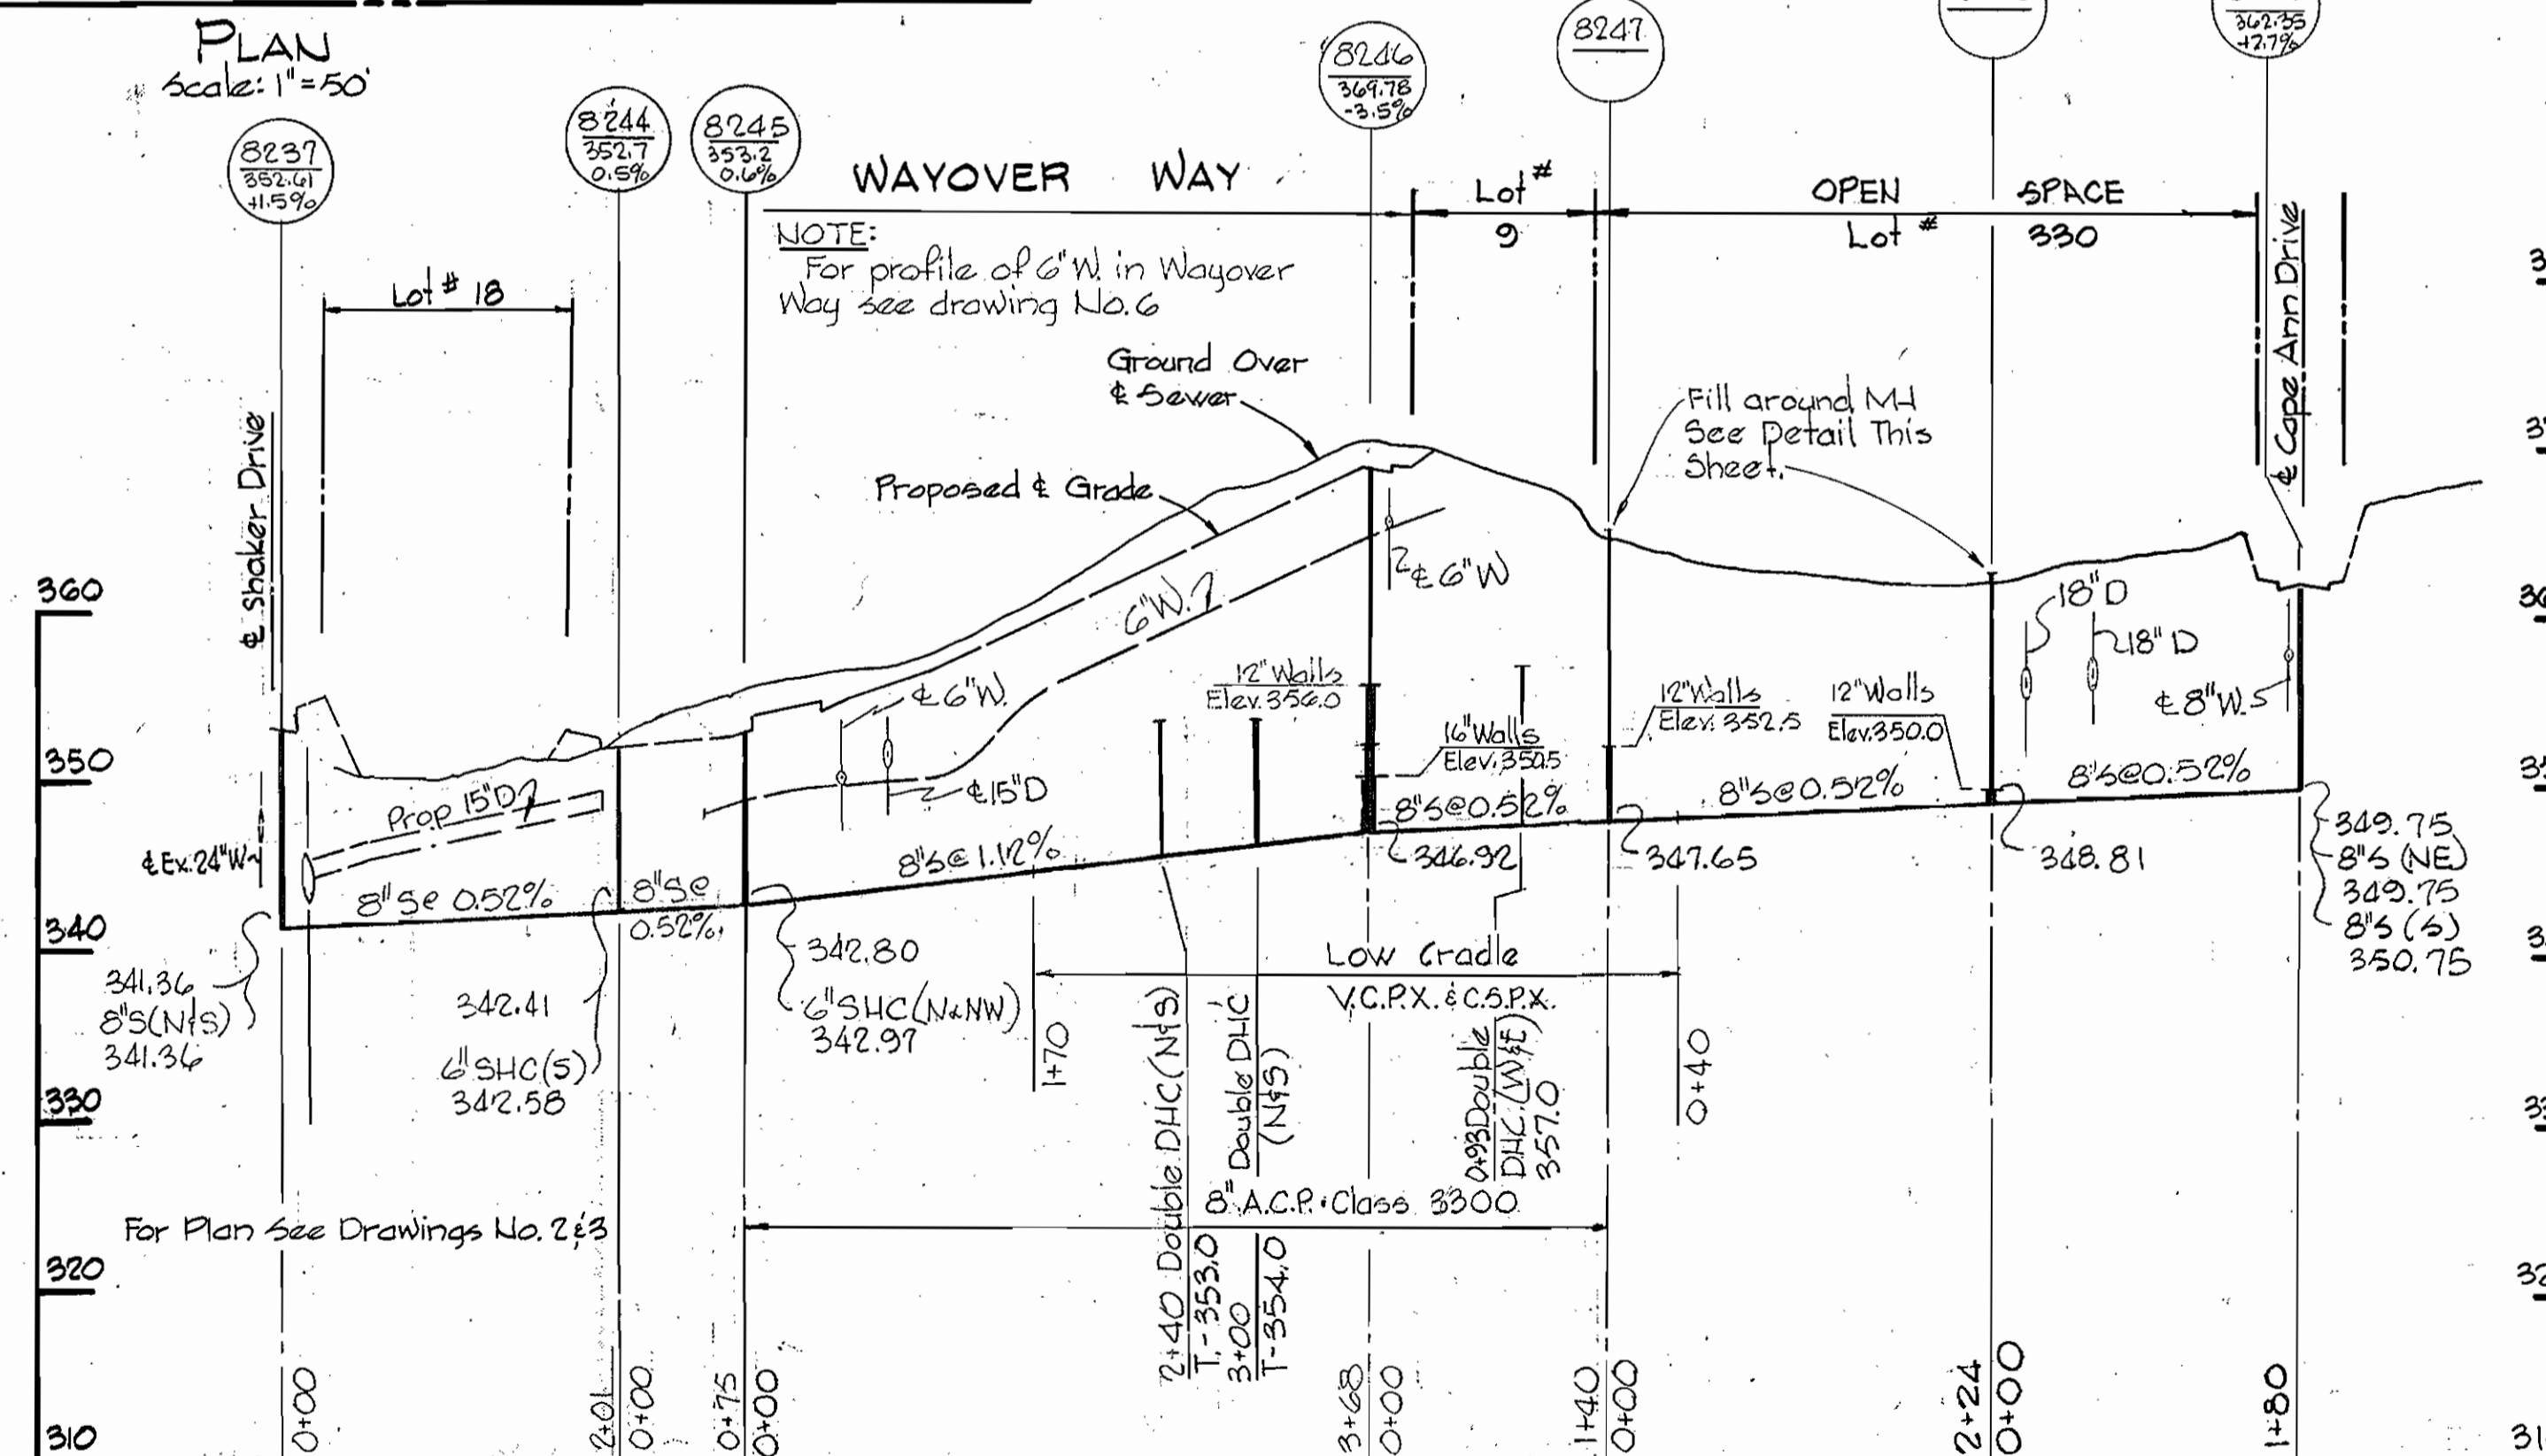 PLAN
Scale: 1"=50'
8237
352.61
+1.5%
8244
352.7
0.5%
8245
353.2
0.6%
8246
369.78
-3.5%
8247
362.35
+2.7%
WAYOVER WAY
Lot #
9
OPEN SPACE
Lot # 330
NOTE:
For profile of 6"W. in Wayover
Way see drawing No.6
Lot # 18
℄ Shaker Drive
℄ Cape Ann Drive
Ground Over
℄ Sewer
Proposed ℄ Grade
Fill around MH
See Detail This
Sheet.
6"W.
℄ 6"W
℄ 6"W.
℄ 15"D
12" Walls
Elev. 356.0
16" Walls
Elev. 350.5
12" Walls
Elev. 352.5
12" Walls
Elev. 350.0
18"D
18"D
℄ 8"W.
Prop 15"D
℄ Ex. 24"W
8"S@ 0.52%
8"S@
0.52%
8"S@ 1.12%
8"S@0.52%
8"S@0.52%
8"S@0.52%
341.36
8"S(N&S)
341.36
342.41
6"SHC(S)
342.58
342.80
6"SHC(N&NW)
342.97
346.92
347.65
348.81
349.75
8"S (NE)
349.75
8"S (S)
350.75
Low Cradle
V.C.P.X. & C.S.P.X.
1+70
0+40
2+40 Double DHC(N&S)
T.-353.0
3+00 Double DHC
(N&S)
T-354.0
0+93 Double
DHC.(W&E)
357.0
8" A.C.P. Class 3300
For Plan See Drawings No. 2&3
360
350
340
330
320
310
0+00
2+01
0+00
0+75
0+00
3+68
0+00
1+40
0+00
2+24
0+00
1+80